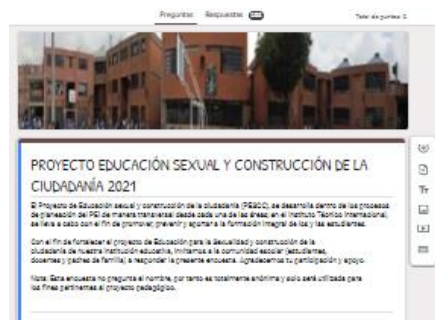 Preguntas Respuestas
Total de puntos: 0
PROYECTO EDUCACIÓN SEXUAL Y CONSTRUCCIÓN DE LA
CIUDADANÍA 2021
El Proyecto de Educación sexual y construcción de la ciudadanía (PESCC), se desarrolla dentro de los procesos
de planeación del PEI de manera transversal desde cada una de las áreas; en el Instituto Técnico Internacional,
se lleva a cabo con el fin de promover, prevenir y aportar a la formación integral de los y las estudiantes.
Con el fin de fortalecer el proyecto de Educación para la Sexualidad y construcción de la
ciudadanía de nuestra institución educativa, invitamos a la comunidad escolar (estudiantes,
docentes y padres de familia) a responder la presente encuesta. Agradecemos su participación y apoyo.
Nota: Esta encuesta no pregunta el nombre, por tanto es totalmente anónima y solo será utilizada para
los fines pertinentes al proyecto pedagógico.
Tт